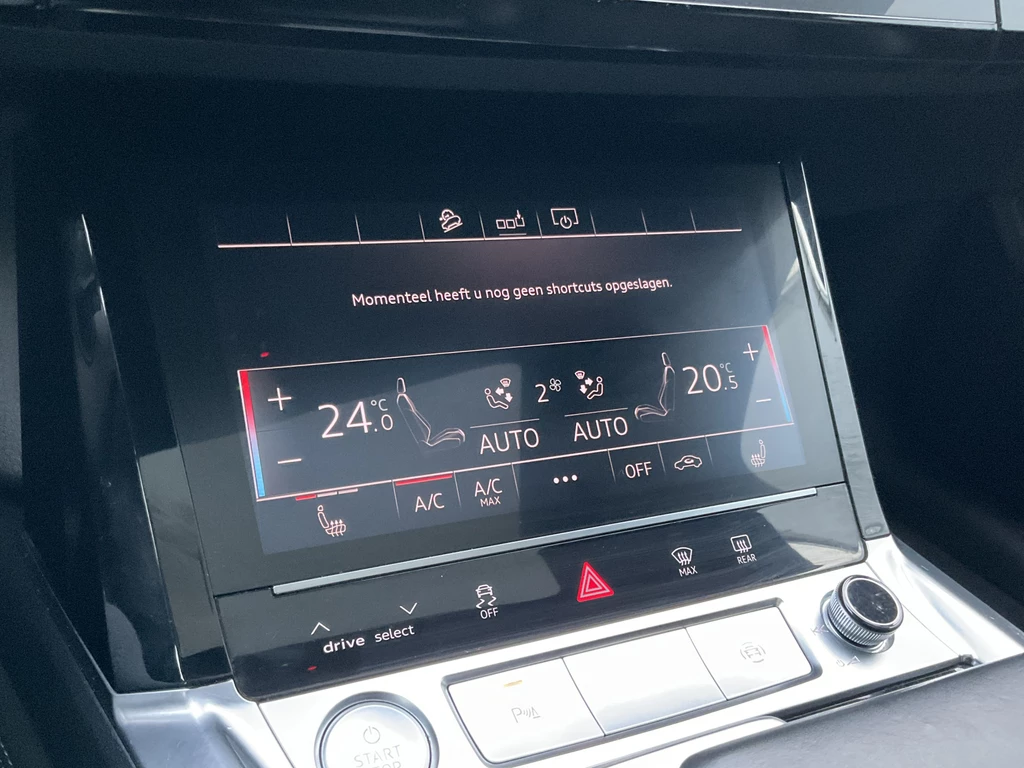 Momenteel heeft u nog geen shortcuts opgeslagen.
24.0 °C
2
20.5 °C
AUTO
AUTO
A/C
A/C MAX
OFF
drive select
OFF
MAX
REAR
START